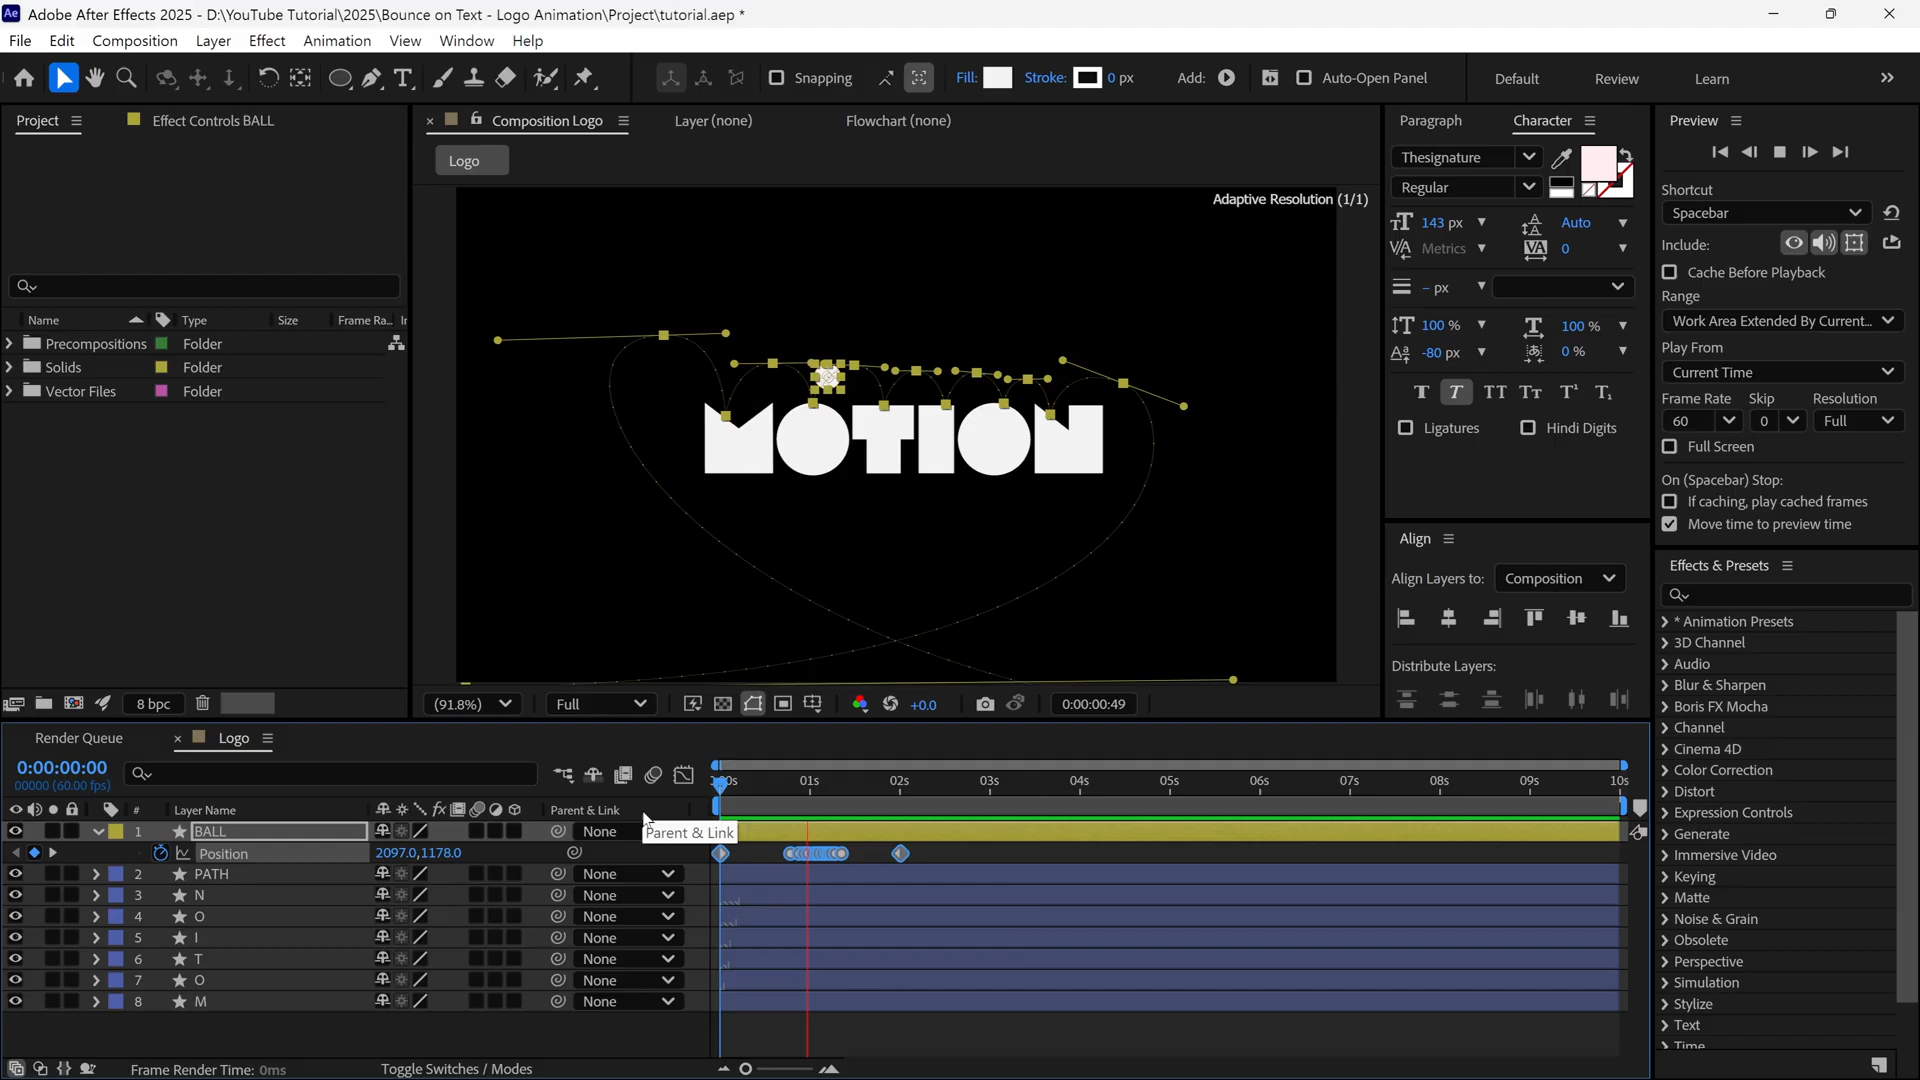 Ae Adobe After Effects 2025 - D:\YouTube Tutorial\2025\Bounce on Text - Logo Animation\Project\tutorial.aep *
File Edit Composition Layer Effect Animation View Window Help
Snapping Fill: Stroke: 0 px Add: Auto-Open Panel Default Review Learn
Project Effect Controls BALL Composition Logo Layer (none) Flowchart (none) Paragraph Character Preview
Logo
Adaptive Resolution (1/1)
Name Type Size Frame Ra...
Precompositions Folder
Solids Folder
Vector Files Folder
MOTION
8 bpc (91.8%) Full +0.0 0:00:00:49
Thesignature
Regular
143 px Auto
Metrics 0
- px
100 % 100 %
-80 px 0 %
Ligatures Hindi Digits
Align
Align Layers to: Composition
Distribute Layers:
Shortcut
Spacebar
Include:
Cache Before Playback
Range
Work Area Extended By Current...
Play From
Current Time
Frame Rate Skip Resolution
60 0 Full
Full Screen
On (Spacebar) Stop:
If caching, play cached frames
Move time to preview time
Effects & Presets
* Animation Presets
3D Channel
Audio
Blur & Sharpen
Boris FX Mocha
Channel
Cinema 4D
Color Correction
Distort
Expression Controls
Generate
Immersive Video
Keying
Matte
Noise & Grain
Obsolete
Perspective
Simulation
Stylize
Text
Time
Render Queue Logo
0:00:00:00
00000 (60.00 fps)
:00s 01s 02s 03s 04s 05s 06s 07s 08s 09s 10s
# Layer Name fx Parent & Link
1 BALL None
Parent & Link
Position 2097.0,1178.0
2 PATH None
3 N None
4 O None
5 I None
6 T None
7 O None
8 M None
Frame Render Time: 0ms Toggle Switches / Modes